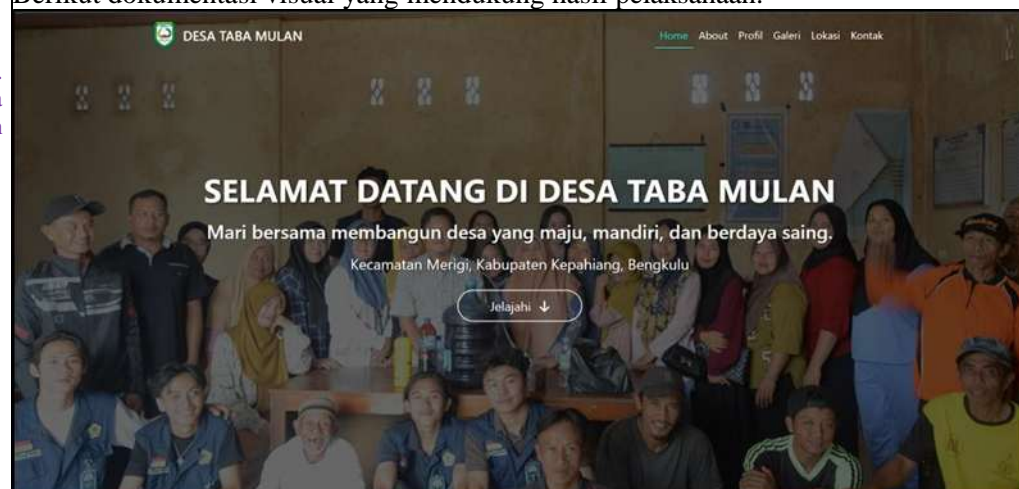 Berikut dokumentasi visual yang mendukung hasil pelaksanaan.
DESA TABA MULAN
Home About Profil Galeri Lokasi Kontak
SELAMAT DATANG DI DESA TABA MULAN
Mari bersama membangun desa yang maju, mandiri, dan berdaya saing.
Kecamatan Merigi, Kabupaten Kepahiang, Bengkulu
Jelajahi ↓